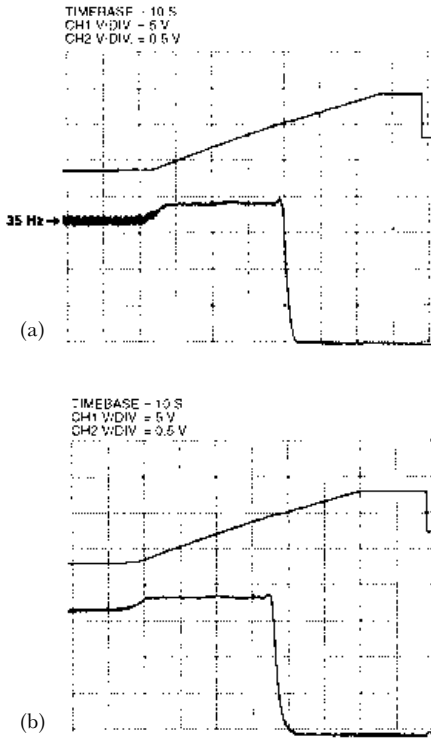 TIMEBASE = 10 S
CH1 V/DIV. = 5 V
CH2 V/DIV. = 0.5 V
35 Hz
(a)
TIMEBASE = 10 S
CH1 V/DIV = 5 V
CH2 V/DIV. = 0.5 V
(b)